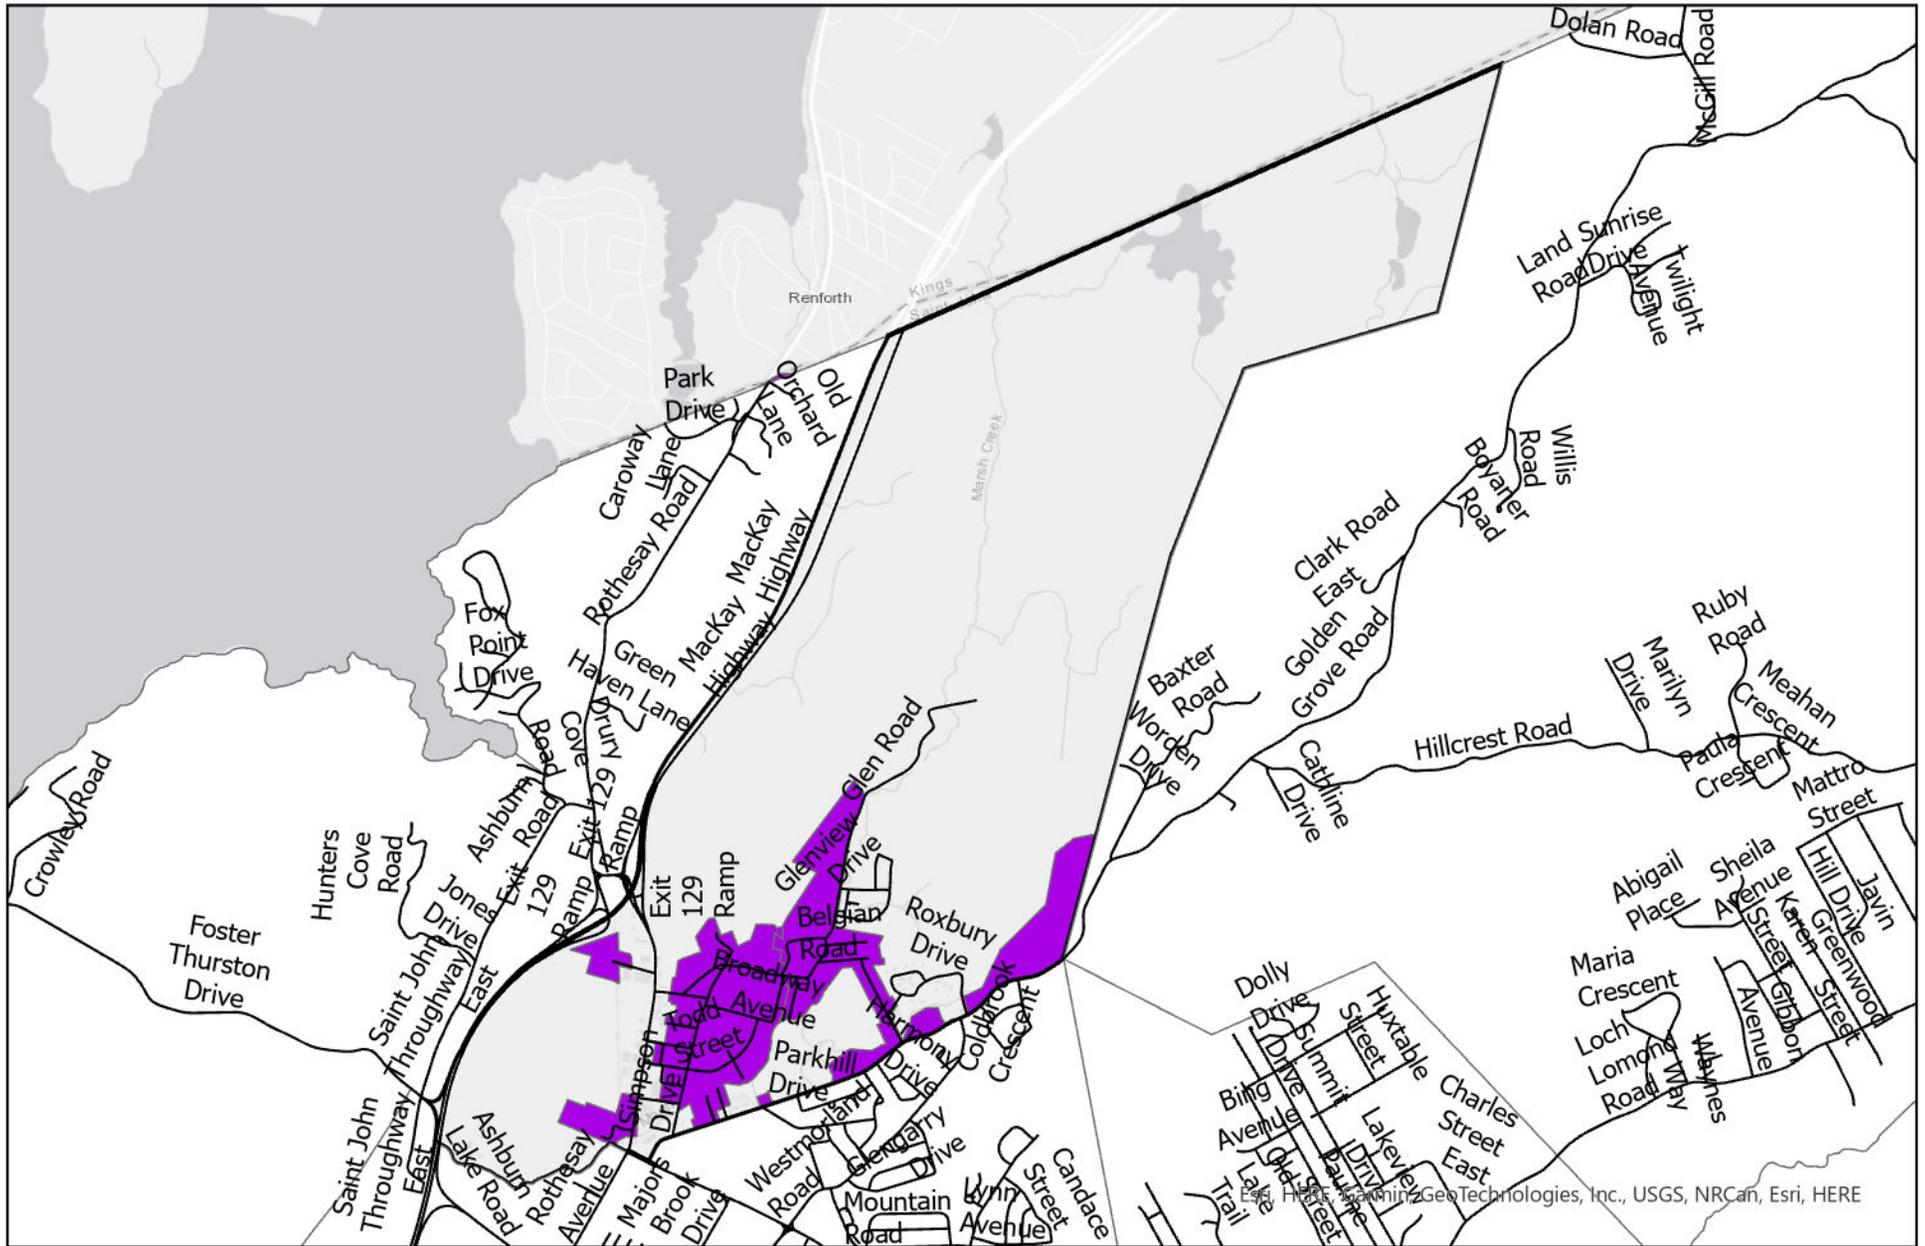 Dolan Road
McGill Road
Land
Road
Sunrise
Drive
Twilight
Avenue
Kings
Saint John
Renforth
Park
Drive
Old
Orchard
Lane
Caroway
Llane
Marsh Creek
Willis
Road
Boyaner
Road
Rothesay Road
MacKay
Highway
MacKay
Highway
Clark Road
East
Golden
Grove Road
Fox
Point
Drive
Green
Haven Lane
Drury
Cove
Road
Baxter
Road
Worden
Drive
Ruby
Road
Marilyn
Drive
Meahan
Crescent
Hillcrest Road
Paula
Crescent
Cathline
Drive
Mattro
Street
Glen Road
Crowley Road
Ashburn
Road
Exit 129
Ramp
Hunters
Cove
Road
Jones
Drive
Exit
129
Ramp
Exit
129
Ramp
Glenview
Drive
Belgian
Road
Roxbury
Drive
Abigail
Place
Sheila
Avenue
Karen
Street
Hill Drive
Javin
Greenwood
Street
Foster
Thurston
Drive
Saint John
Throughway
East
Broadway
Avenue
Todd
Street
Harmony
Drive
Coldbrook
Crescent
Parkhill
Drive
Simpson
Drive
Dolly
Drive
Huxtable
Street
Maria
Crescent
Gibbon
Avenue
Loch
Lomond
Road
Waynes
Way
Bing
Avenue
Summit
Drive
Charles
Street
East
Lakeview
Drive
Pauline
Street
Old
Lake
Trail
Saint John
Throughway
East
Ashburn
Lake Road
Rothesay
Avenue
Majors
Brook
Drive
Westmorland
Road
Glengarry
Drive
Mountain
Road
Lynn
Avenue
Candace
Street
Esri, HERE, Garmin, GeoTechnologies, Inc., USGS, NRCan, Esri, HERE